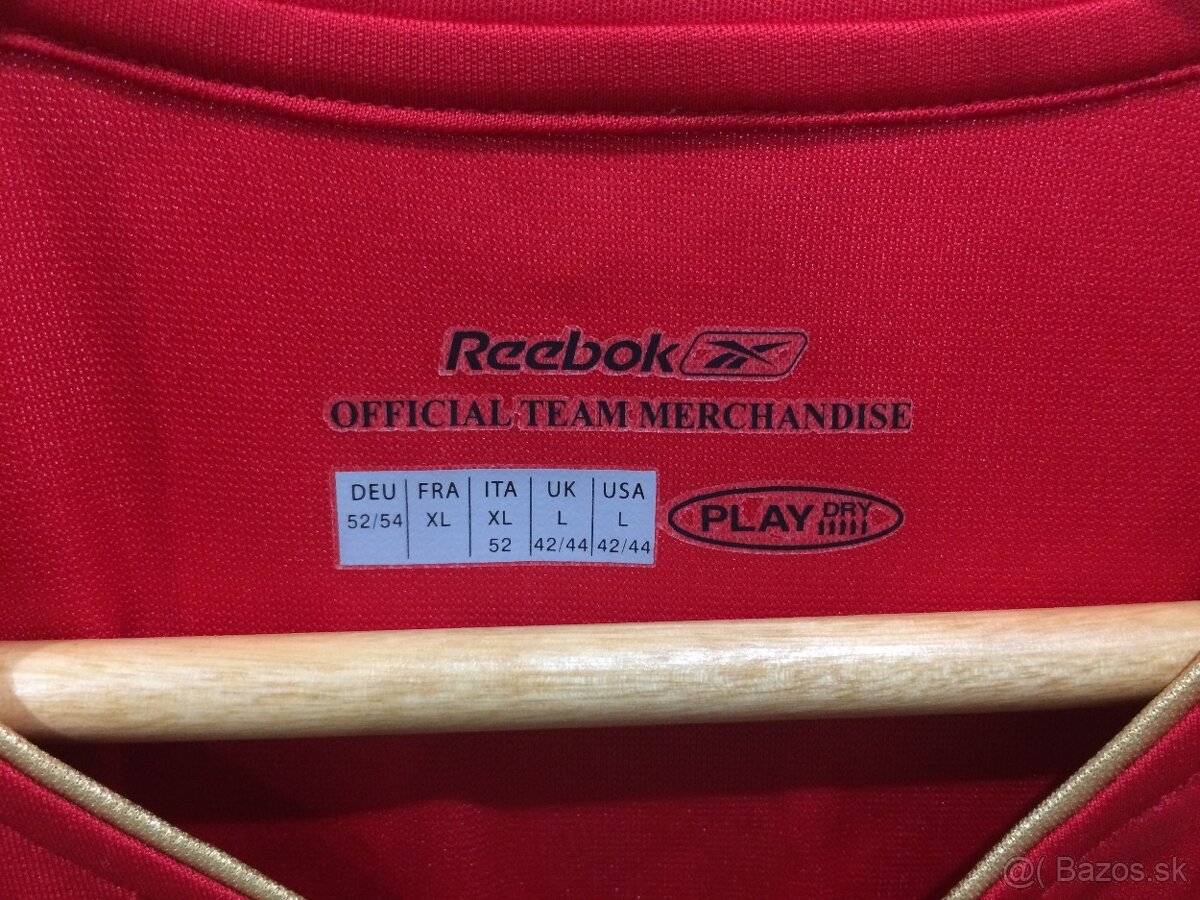 Reebok
OFFICIAL TEAM MERCHANDISE
DEU FRA ITA UK USA
52/54 XL XL L L
52 42/44 42/44
PLAY DRY
@( Bazos.sk